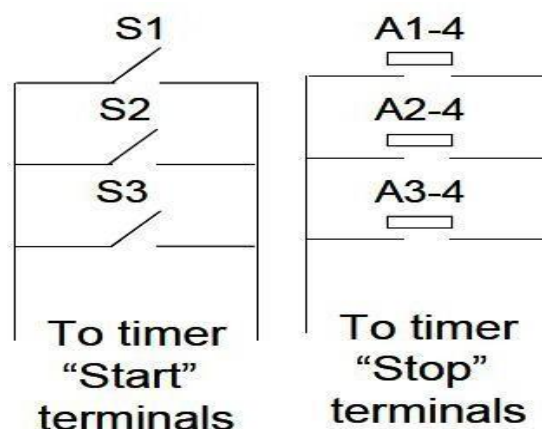 S1
S2
S3
To timer
“Start”
terminals
A1-4
A2-4
A3-4
To timer
“Stop”
terminals